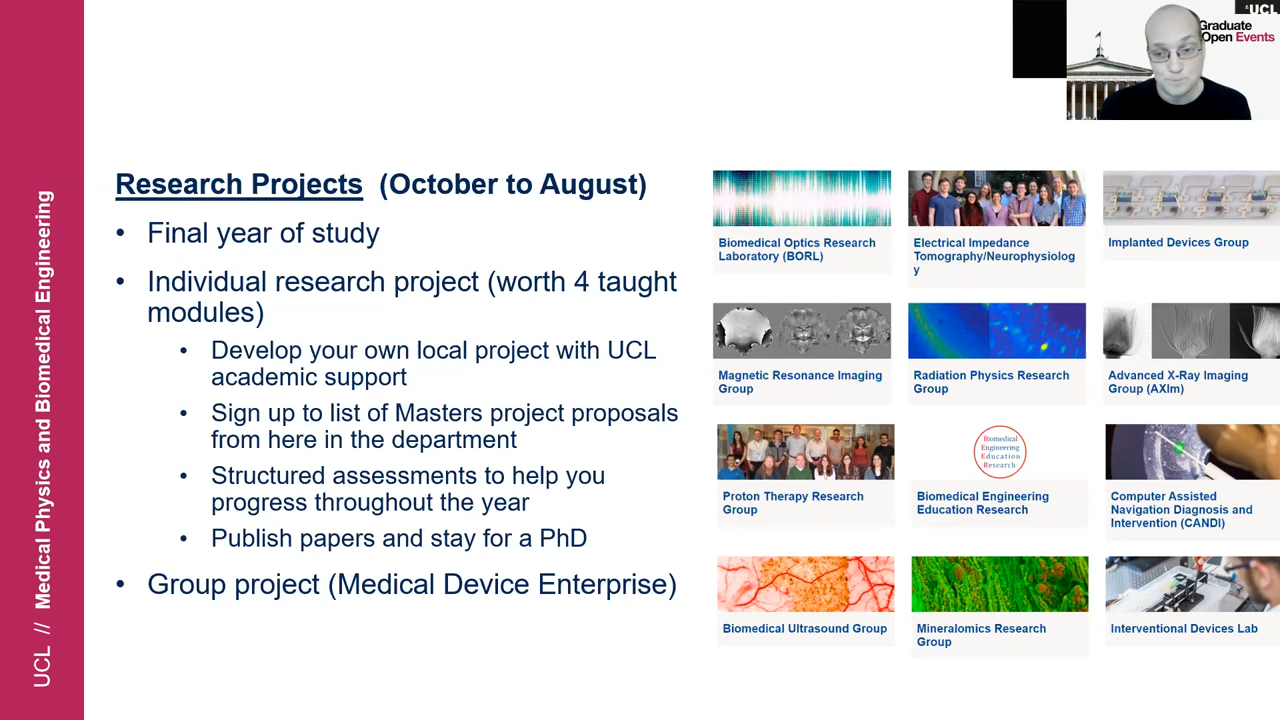 UCL
Graduate
Open Events
UCL // Medical Physics and Biomedical Engineering
Research Projects (October to August)
• Final year of study
• Individual research project (worth 4 taught
modules)
• Develop your own local project with UCL
academic support
• Sign up to list of Masters project proposals
from here in the department
• Structured assessments to help you
progress throughout the year
• Publish papers and stay for a PhD
• Group project (Medical Device Enterprise)
Biomedical Optics Research
Laboratory (BORL)
Electrical Impedance
Tomography/Neurophysiolog
y
Implanted Devices Group
Magnetic Resonance Imaging
Group
Radiation Physics Research
Group
Advanced X-Ray Imaging
Group (AXIm)
Proton Therapy Research
Group
Biomedical
Engineering
Education
Research
Biomedical Engineering
Education Research
Computer Assisted
Navigation Diagnosis and
Intervention (CANDI)
Biomedical Ultrasound Group
Mineralomics Research
Group
Interventional Devices Lab